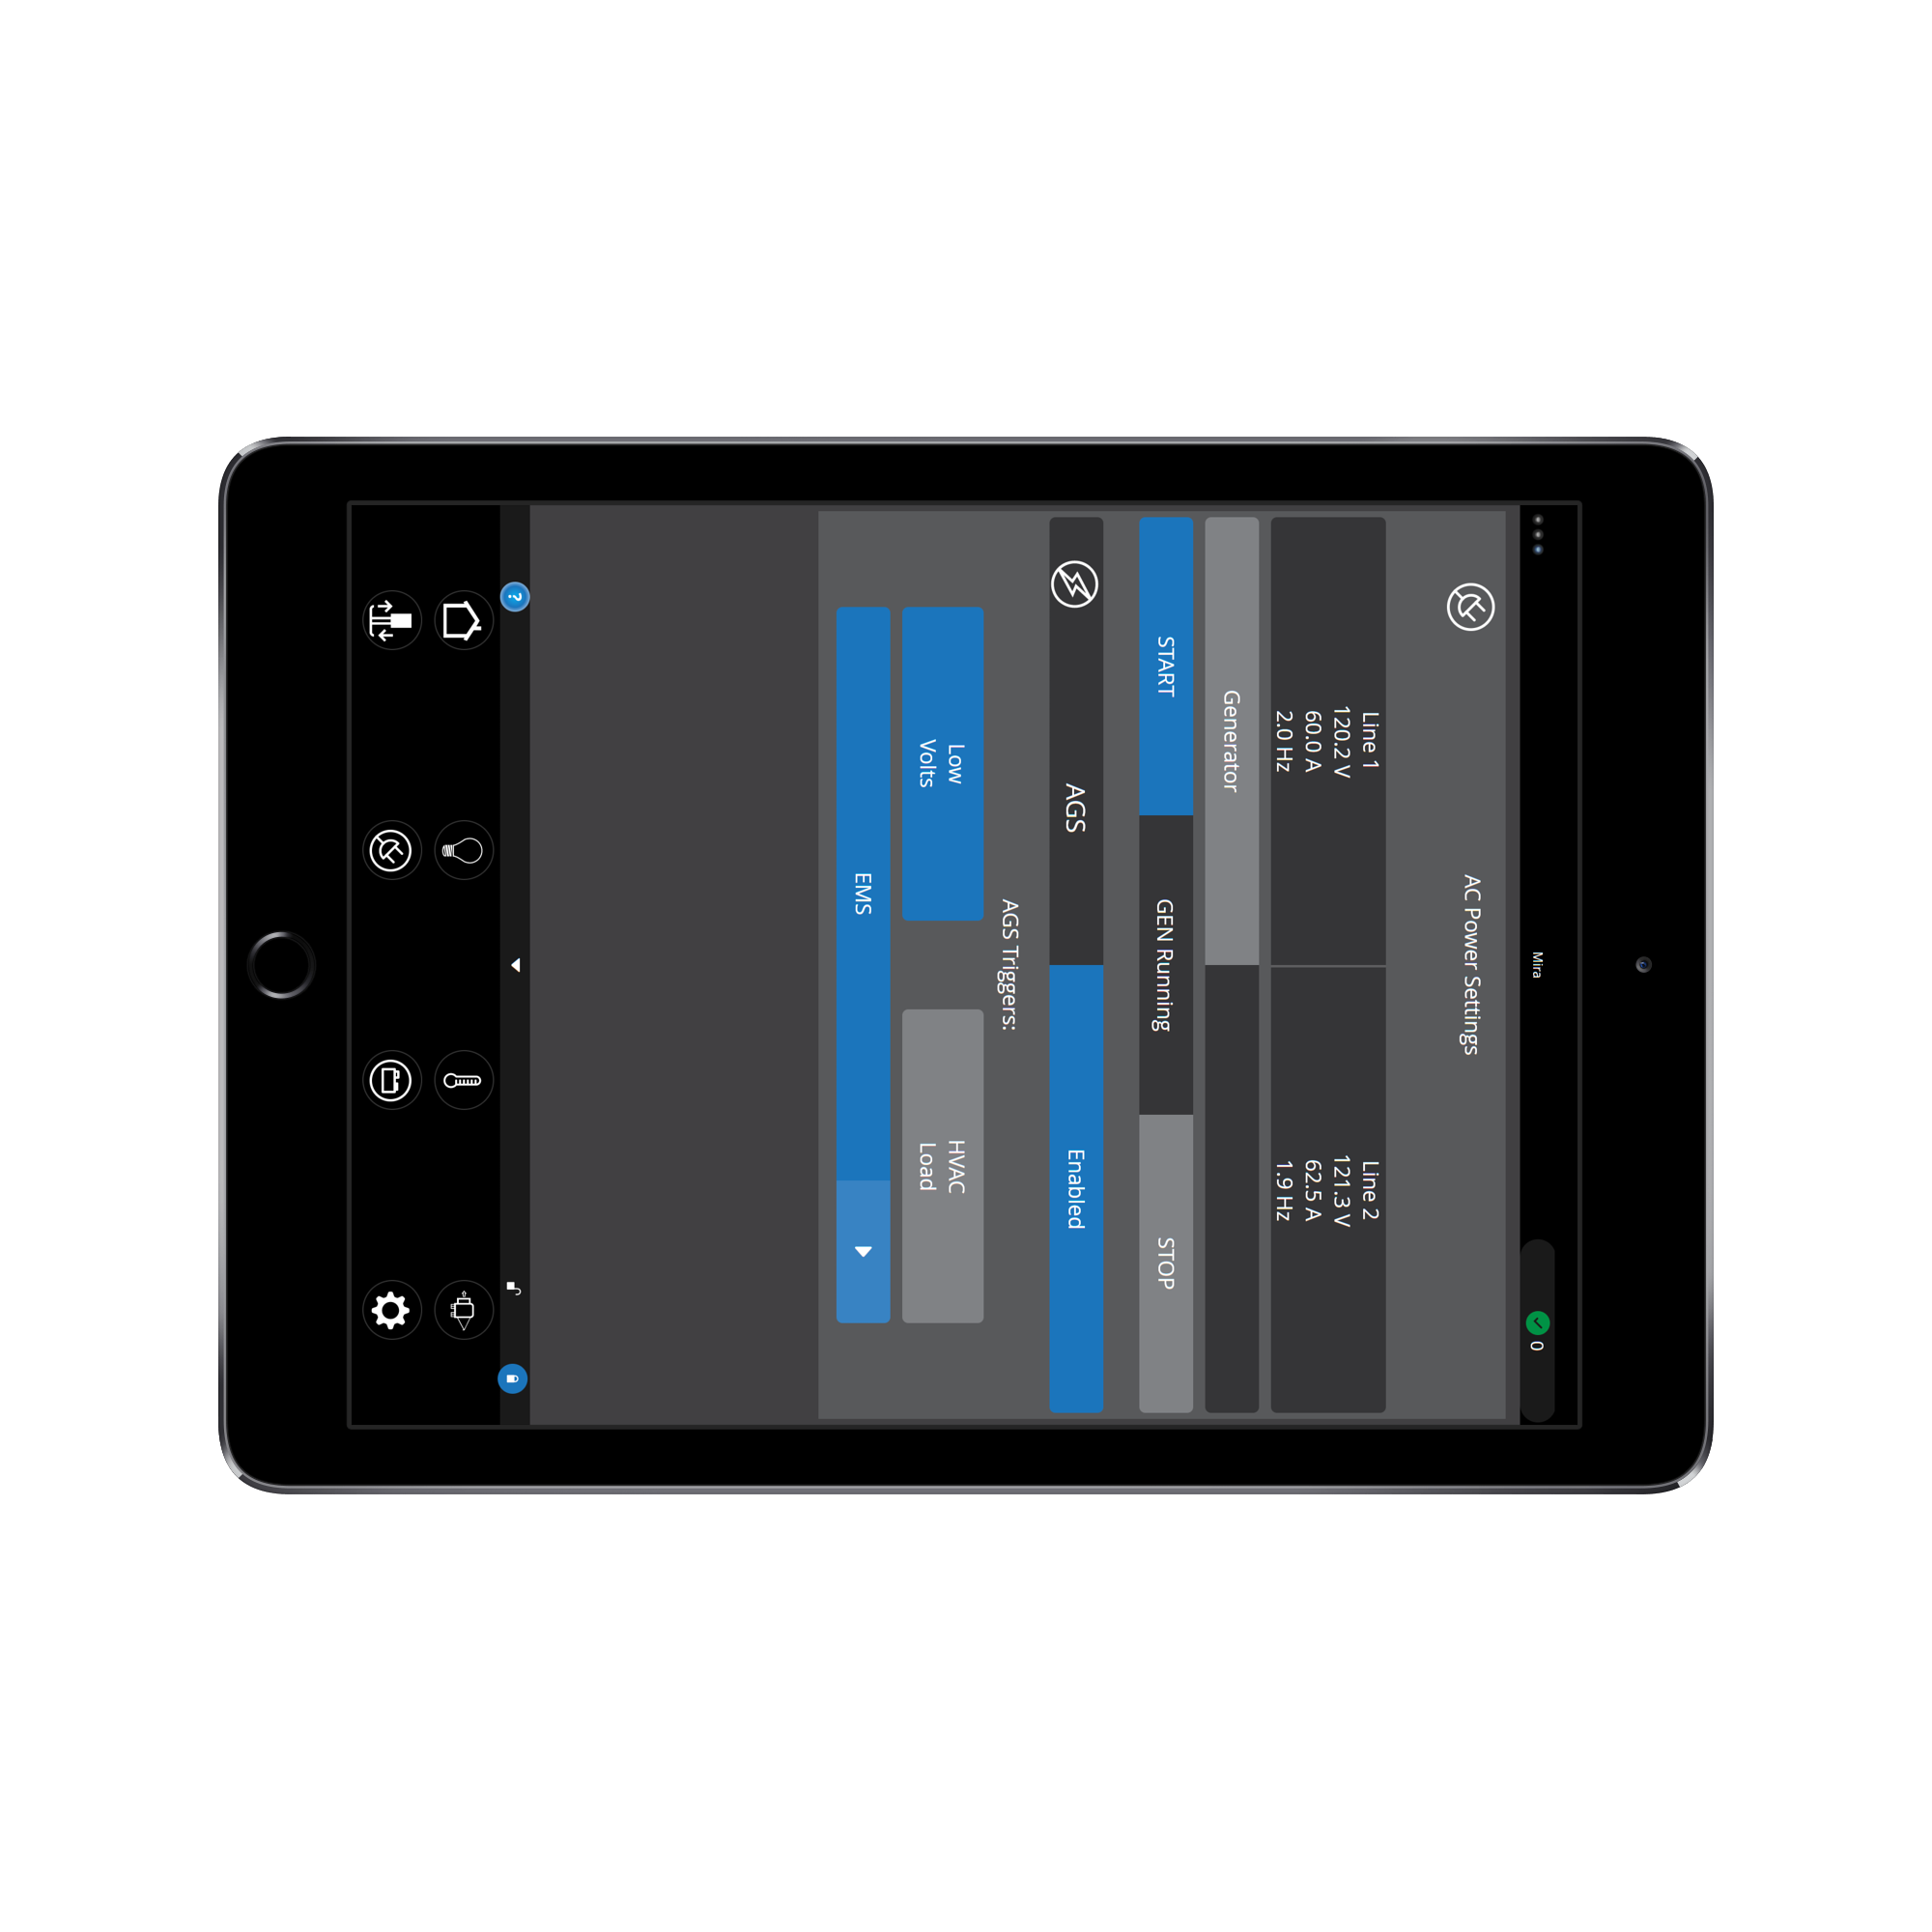 Mira
0
AC Power Settings
Line 1
120.2 V
60.0 A
2.0 Hz
Line 2
121.3 V
62.5 A
1.9 Hz
Generator
START
GEN Running
STOP
AGS
Enabled
AGS Triggers:
Low
Volts
HVAC
Load
EMS
?